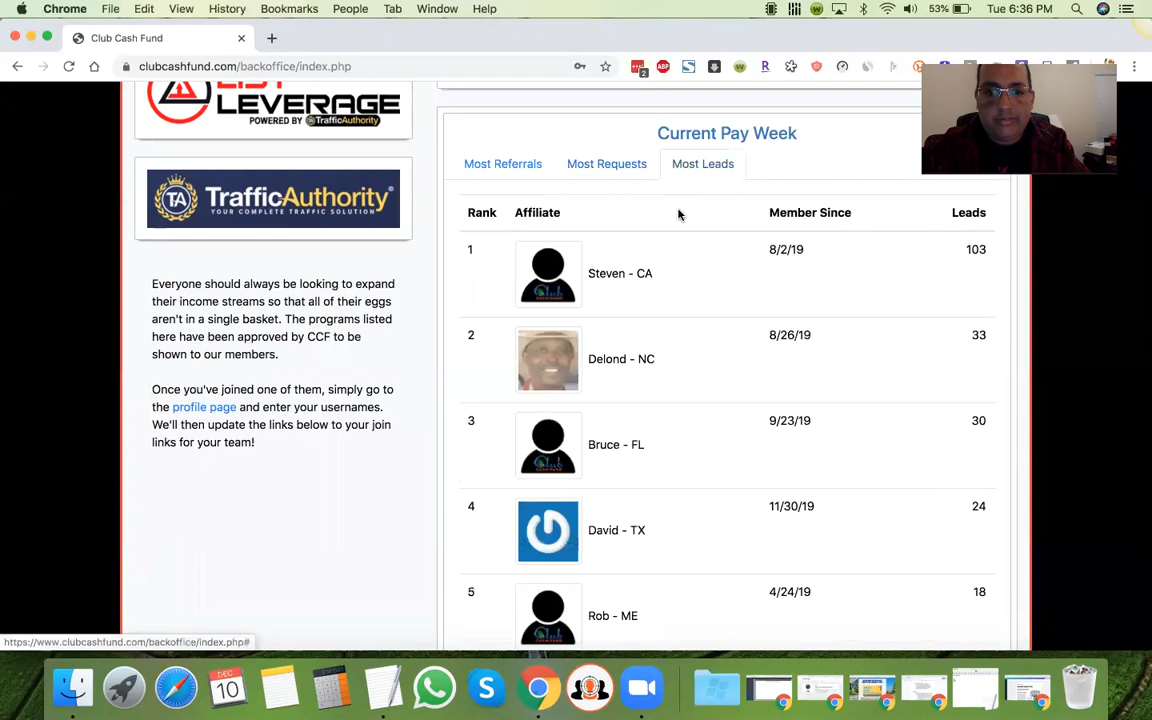 Chrome File Edit View History Bookmarks People Tab Window Help 53% Tue 6:36 PM
Club Cash Fund
clubcashfund.com/backoffice/index.php
2
LEVERAGE
POWERED BY TrafficAuthority
TA TrafficAuthority®
YOUR COMPLETE TRAFFIC SOLUTION
Everyone should always be looking to expand
their income streams so that all of their eggs
aren't in a single basket. The programs listed
here have been approved by CCF to be
shown to our members.
Once you've joined one of them, simply go to
the profile page and enter your usernames.
We'll then update the links below to your join
links for your team!
Current Pay Week
Most Referrals Most Requests Most Leads
Rank Affiliate Member Since Leads
1 Steven - CA 8/2/19 103
2 Delond - NC 8/26/19 33
3 Bruce - FL 9/23/19 30
4 David - TX 11/30/19 24
5 Rob - ME 4/24/19 18
https://www.clubcashfund.com/backoffice/index.php#
DEC
10